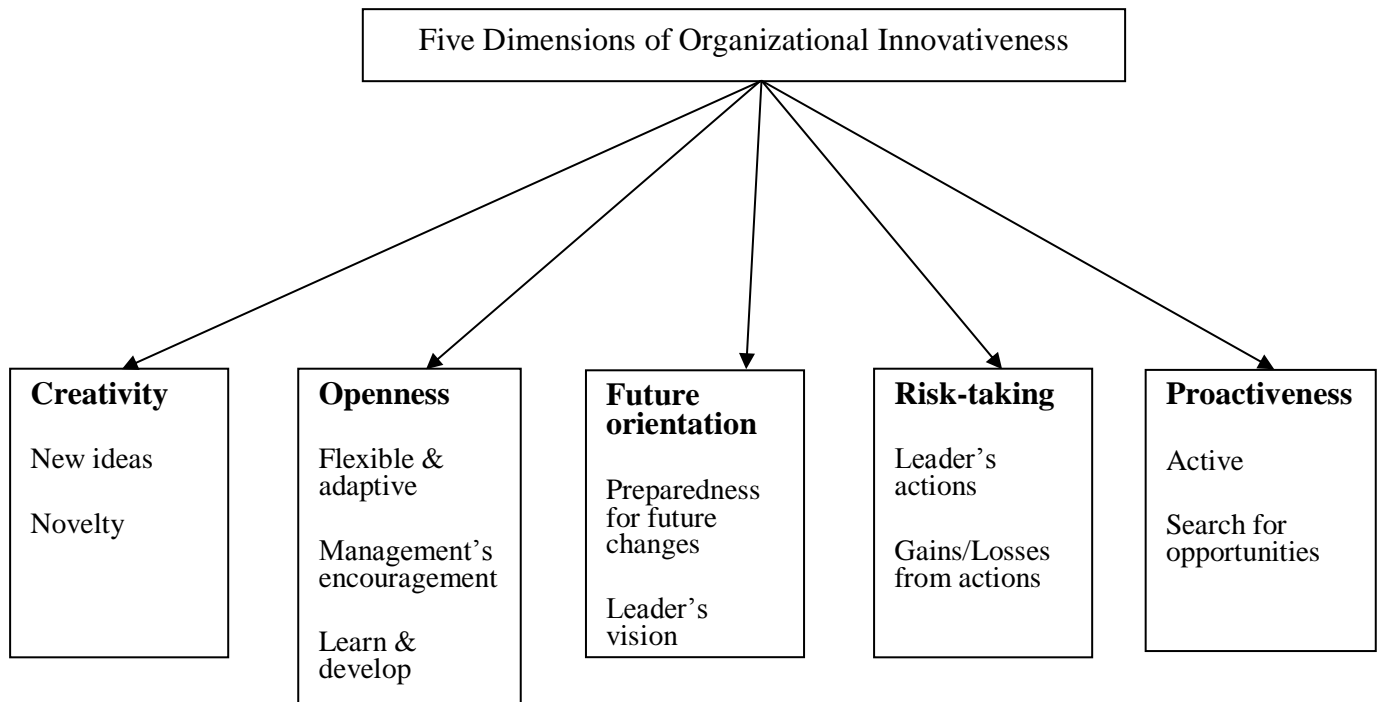 Five Dimensions of Organizational Innovativeness
Creativity
New ideas
Novelty
Openness
Flexible &
adaptive
Management’s
encouragement
Learn &
develop
Future
orientation
Preparedness
for future
changes
Leader’s
vision
Risk-taking
Leader’s
actions
Gains/Losses
from actions
Proactiveness
Active
Search for
opportunities